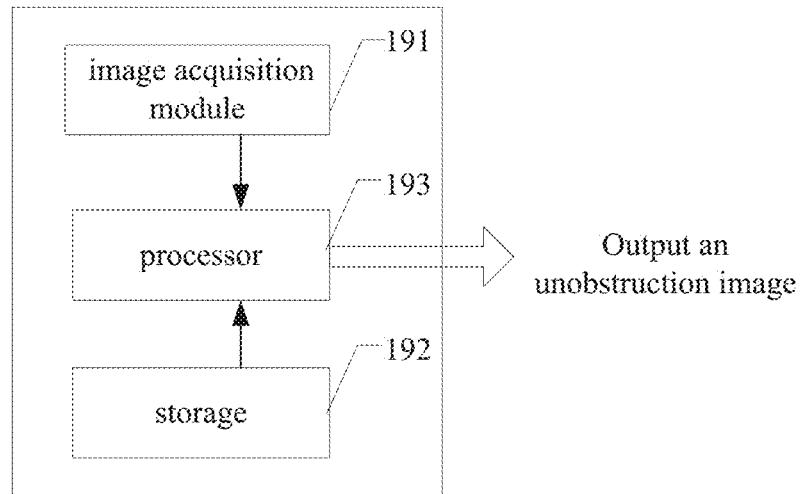 191
image acquisition
module
193
processor
Output an
unobstruction image
192
storage